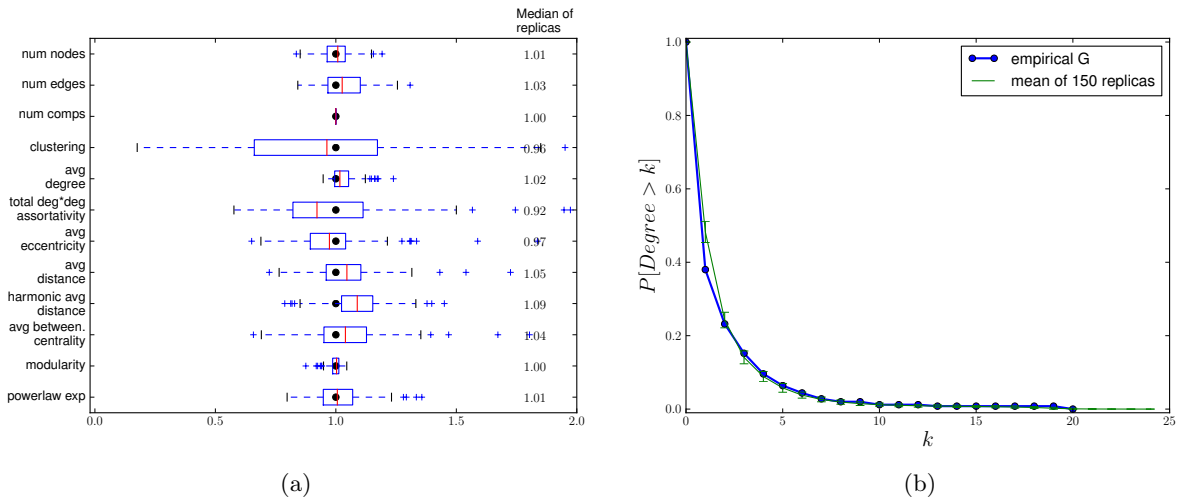 Median of
replicas
num nodes
1.01
num edges
1.03
num comps
1.00
clustering
0.96
avg
degree
1.02
total deg*deg
assortativity
0.92
avg
eccentricity
0.97
avg
distance
1.05
harmonic avg
distance
1.09
avg between.
centrality
1.04
modularity
1.00
powerlaw exp
1.01
0.0 0.5 1.0 1.5 2.0
(a)
1.0
0.8
0.6
0.4
0.2
0.0
P[Degree > k]
empirical G
mean of 150 replicas
0 5 10 15 20 25
k
(b)